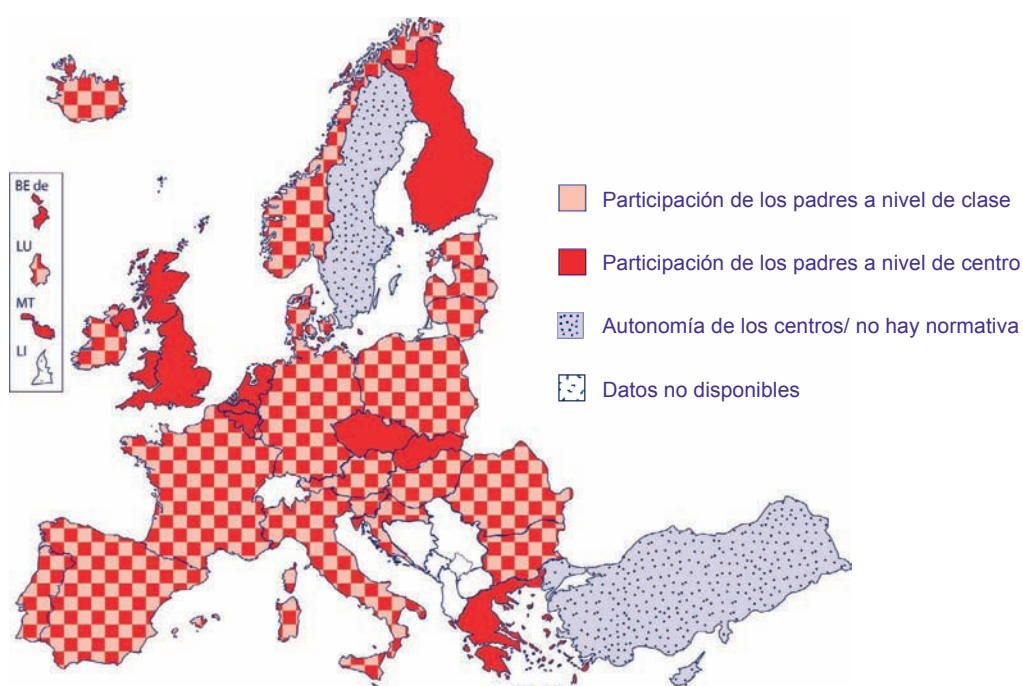 BE de
LU
MT
LI
Participación de los padres a nivel de clase
Participación de los padres a nivel de centro
Autonomía de los centros/ no hay normativa
Datos no disponibles